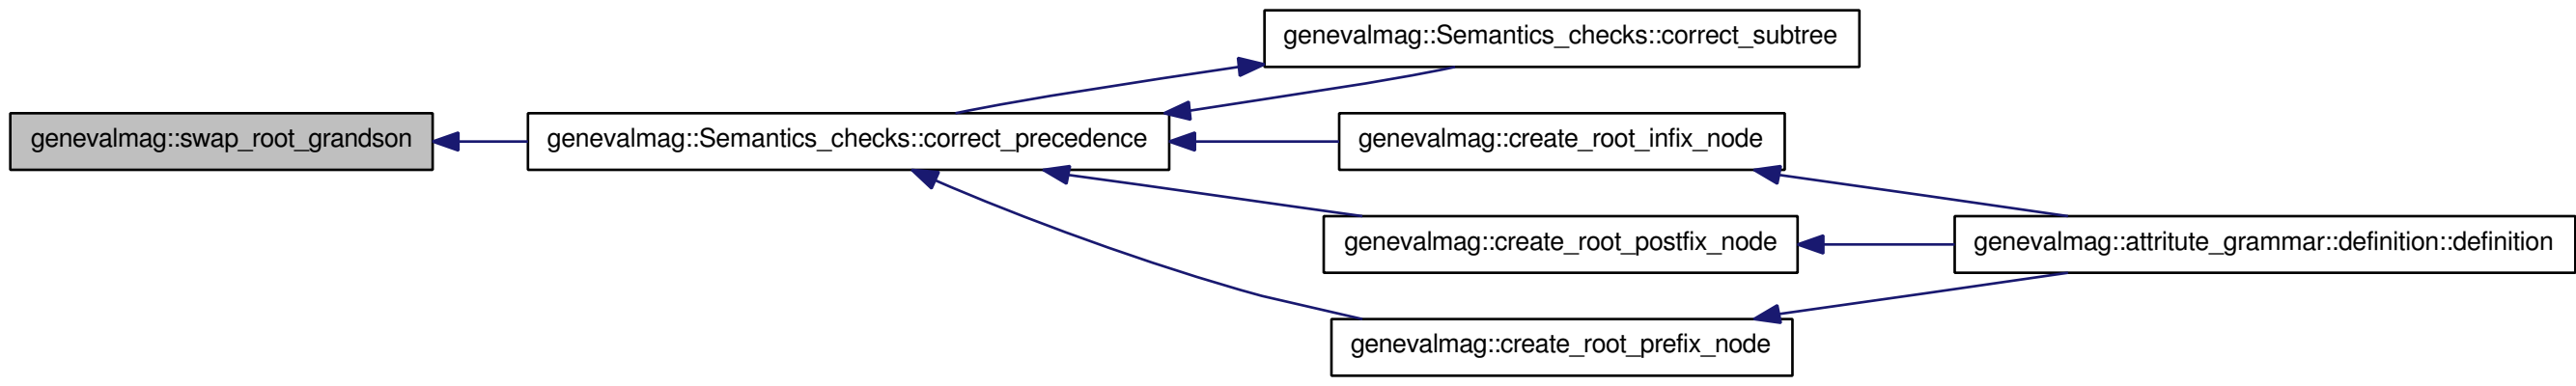 genevalmag::Semantics_checks::correct_subtree
genevalmag::swap_root_grandson
genevalmag::Semantics_checks::correct_precedence
genevalmag::create_root_infix_node
genevalmag::create_root_postfix_node
genevalmag::attritute_grammar::definition::definition
genevalmag::create_root_prefix_node